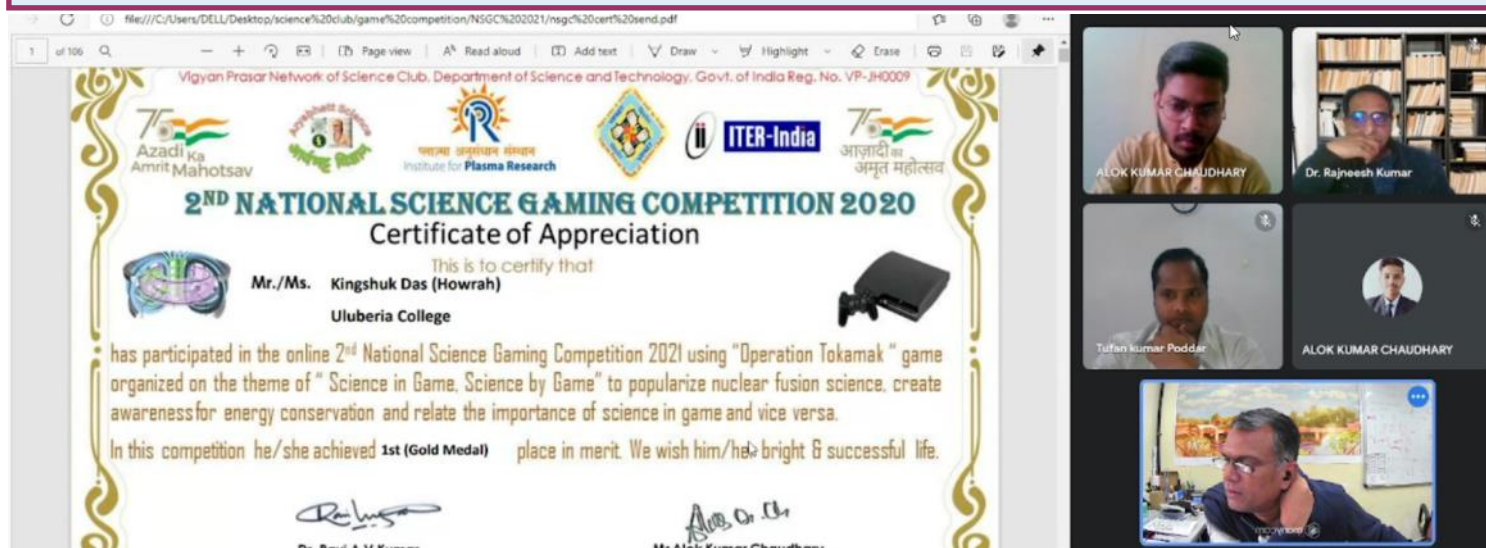 file:///C:/Users/DELL/Desktop/science%20club/game%20competition/NSGC%202021/nsgc%20cert%20send.pdf
1 of 106
Page view
Read aloud
Add text
Draw
Highlight
Erase
Vigyan Prasar Network of Science Club, Department of Science and Technology, Govt. of India Reg. No. VP-JH0009
Azadi Ka
Amrit Mahotsav
Aryabhatt Science
प्लाज्मा अनुसंधान संस्थान
Institute for Plasma Research
ITER-India
आज़ादी का
अमृत महोत्सव
2ND NATIONAL SCIENCE GAMING COMPETITION 2020
Certificate of Appreciation
This is to certify that
Mr./Ms. Kingshuk Das (Howrah)
Uluberia College
has participated in the online 2nd National Science Gaming Competition 2021 using "Operation Tokamak " game
organized on the theme of " Science in Game, Science by Game" to popularize nuclear fusion science, create
awareness for energy conservation and relate the importance of science in game and vice versa.
In this competition he/she achieved 1st (Gold Medal) place in merit. We wish him/her bright & successful life.
Mr Alok Kumar Chaudhary
ALOK KUMAR CHAUDHARY
Dr. Rajneesh Kumar
Tufan kumar Poddar
ALOK KUMAR CHAUDHARY